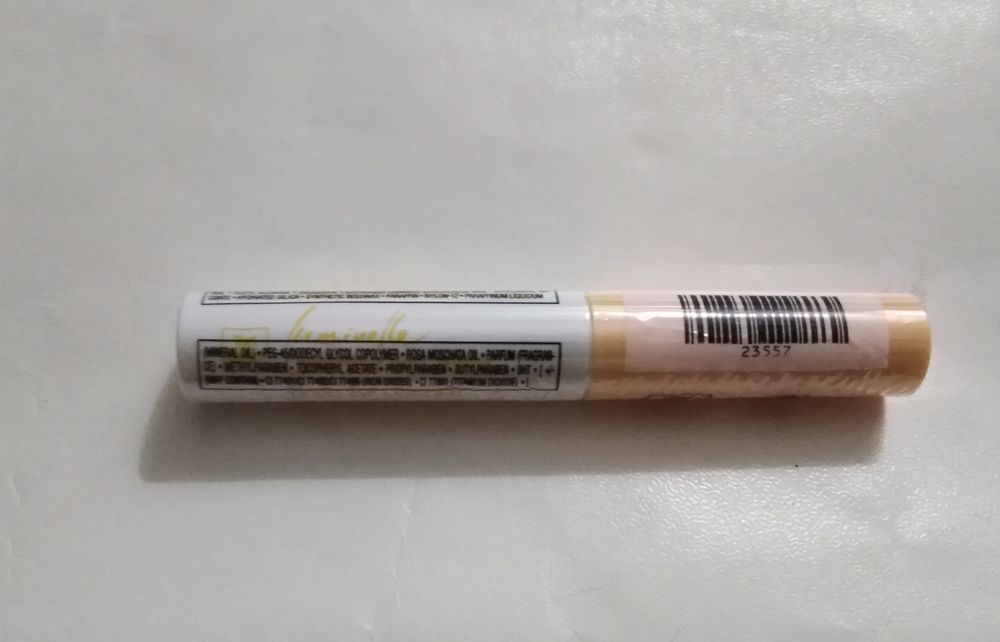 CONATE • HYDRATED SILICA • SYNTHETIC BEESWAX • PARAFFIN • NYLON-12 • PARAFFINUM LIQUIDUM
luminelle
(MINERAL OIL) • PEG-45/DODECYL GLYCOL COPOLYMER • ROSA MOSCHATA OIL • PARFUM (FRAGRAN-
CE) • METHYLPARABEN • TOCOPHERYL ACETATE • PROPYLPARABEN • BUTYLPARABEN • BHT • [ +/-
MAY CONTAIN: • CI 77491/CI 77492/CI 77499 (IRON OXIDES) • CI 77891 (TITANIUM DIOXIDE) • ]
23557